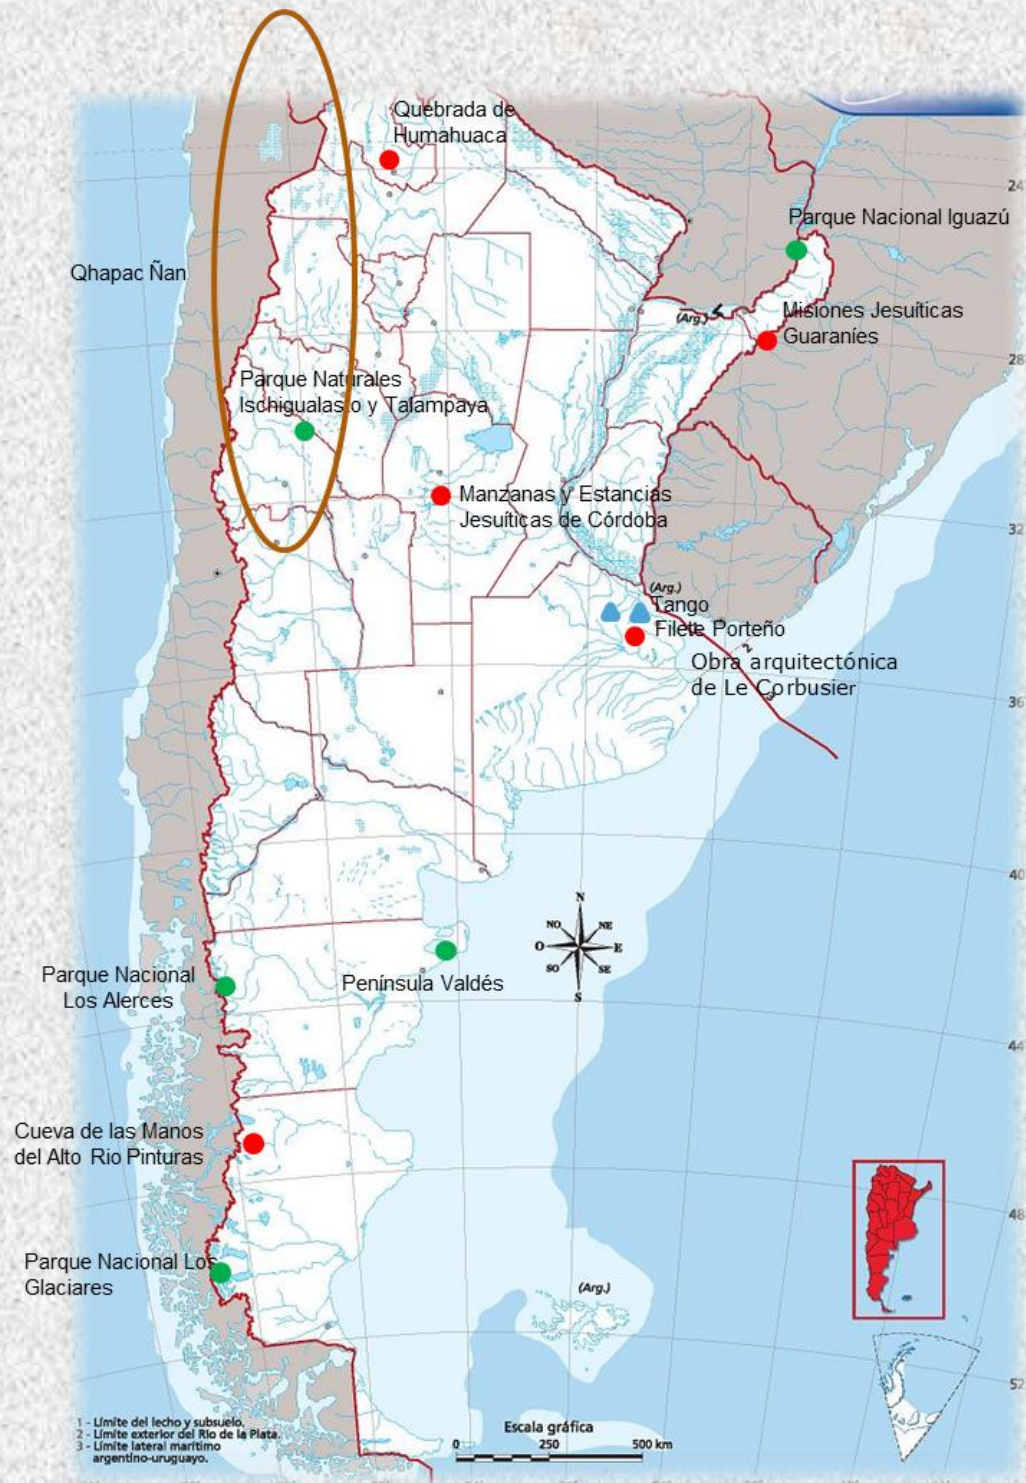 Quebrada de
Humahuaca
24
Parque Nacional Iguazú
Qhapac Ñan
(Arg.)
Misiones Jesuíticas
Guaraníes
28
Parque Naturales
Ischigualasto y Talampaya
Manzanas y Estancias
Jesuíticas de Córdoba
32
(Arg.)
Tango
Filete Porteño
2
Obra arquitectónica
de Le Corbusier
3
36
40
N
NO NE
O E
SO SE
S
Parque Nacional
Los Alerces
Península Valdés
44
Cueva de las Manos
del Alto Rio Pinturas
48
Parque Nacional Los
Glaciares
(Arg.)
52
1 - Límite del lecho y subsuelo.
2 - Límite exterior del Río de la Plata.
3 - Límite lateral marítimo
argentino-uruguayo.
Escala gráfica
0 250 500 km